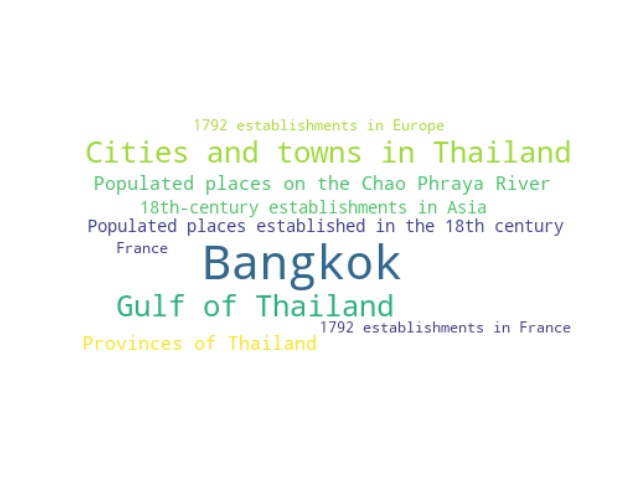 1792 establishments in Europe
Cities and towns in Thailand
Populated places on the Chao Phraya River
18th-century establishments in Asia
Populated places established in the 18th century
France
Bangkok
Gulf of Thailand
1792 establishments in France
Provinces of Thailand